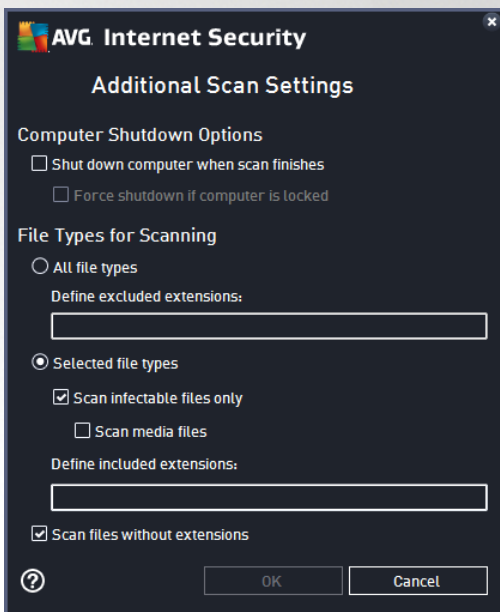 AVG. Internet Security
Additional Scan Settings
Computer Shutdown Options
Shut down computer when scan finishes
Force shutdown if computer is locked
File Types for Scanning
All file types
Define excluded extensions:
Selected file types
Scan infectable files only
Scan media files
Define included extensions:
Scan files without extensions
? OK Cancel